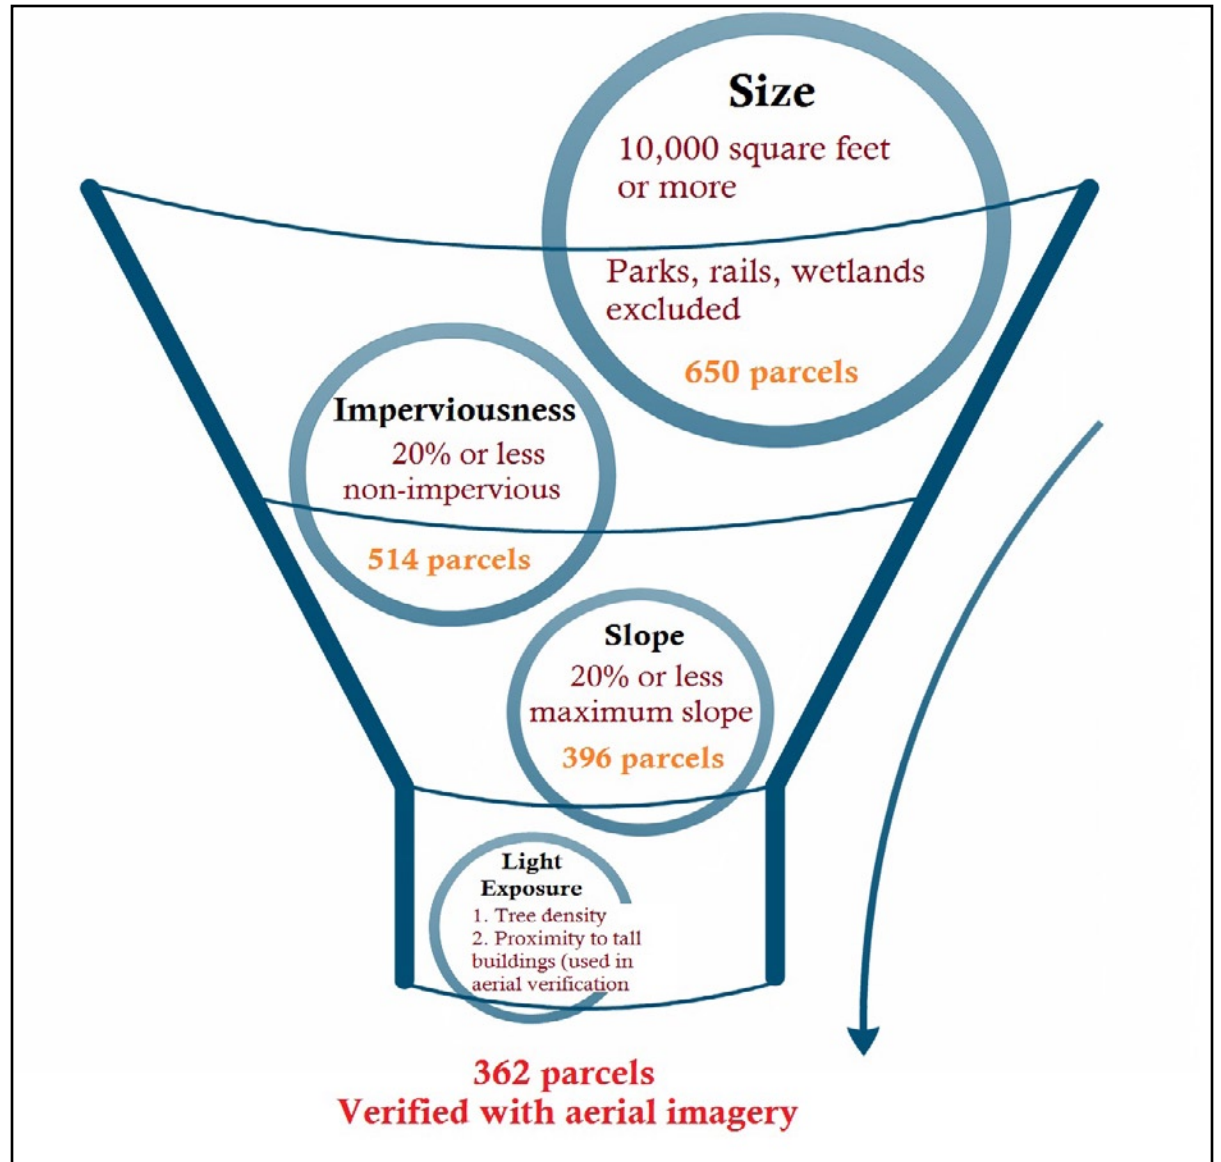 Size
10,000 square feet
or more
Parks, rails, wetlands
excluded
650 parcels
Imperviousness
20% or less
non-impervious
514 parcels
Slope
20% or less
maximum slope
396 parcels
Light
Exposure
1. Tree density
2. Proximity to tall
buildings (used in
aerial verification
362 parcels
Verified with aerial imagery